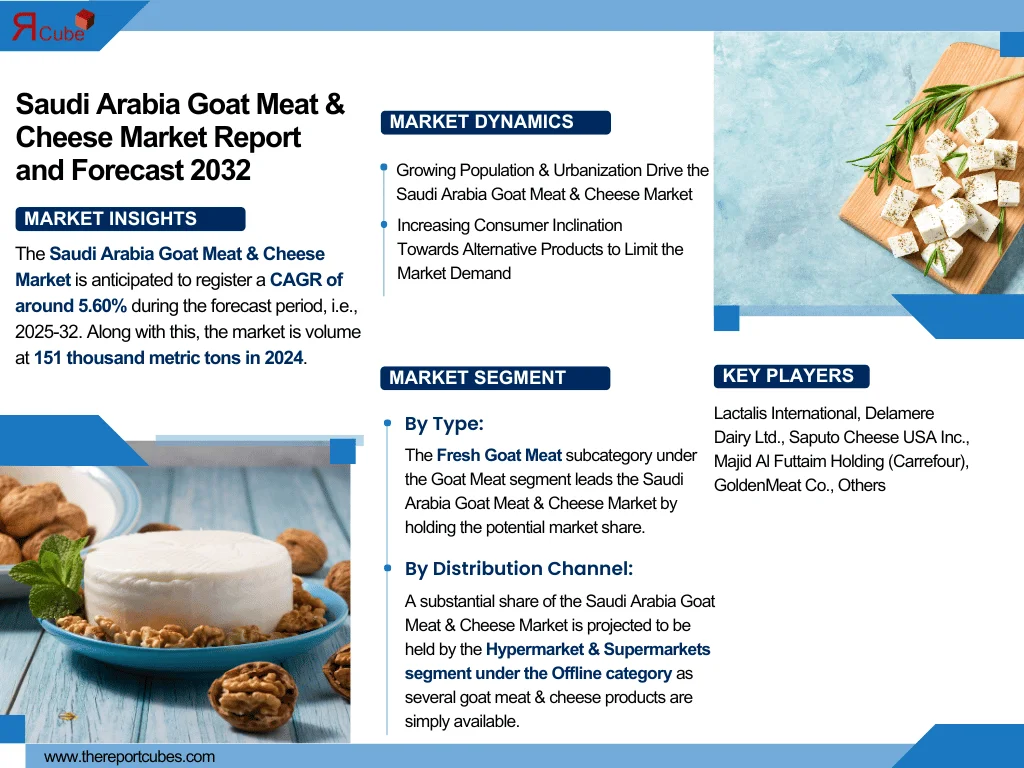 ЯCube
Saudi Arabia Goat Meat &
Cheese Market Report
and Forecast 2032
MARKET INSIGHTS
The Saudi Arabia Goat Meat & Cheese
Market is anticipated to register a CAGR of
around 5.60% during the forecast period, i.e.,
2025-32. Along with this, the market is volume
at 151 thousand metric tons in 2024.
MARKET DYNAMICS
Growing Population & Urbanization Drive the
Saudi Arabia Goat Meat & Cheese Market
Increasing Consumer Inclination
Towards Alternative Products to Limit the
Market Demand
MARKET SEGMENT
By Type:
The Fresh Goat Meat subcategory under
the Goat Meat segment leads the Saudi
Arabia Goat Meat & Cheese Market by
holding the potential market share.
By Distribution Channel:
A substantial share of the Saudi Arabia Goat
Meat & Cheese Market is projected to be
held by the Hypermarket & Supermarkets
segment under the Offline category as
several goat meat & cheese products are
simply available.
KEY PLAYERS
Lactalis International, Delamere
Dairy Ltd., Saputo Cheese USA Inc.,
Majid Al Futtaim Holding (Carrefour),
GoldenMeat Co., Others
www.thereportcubes.com